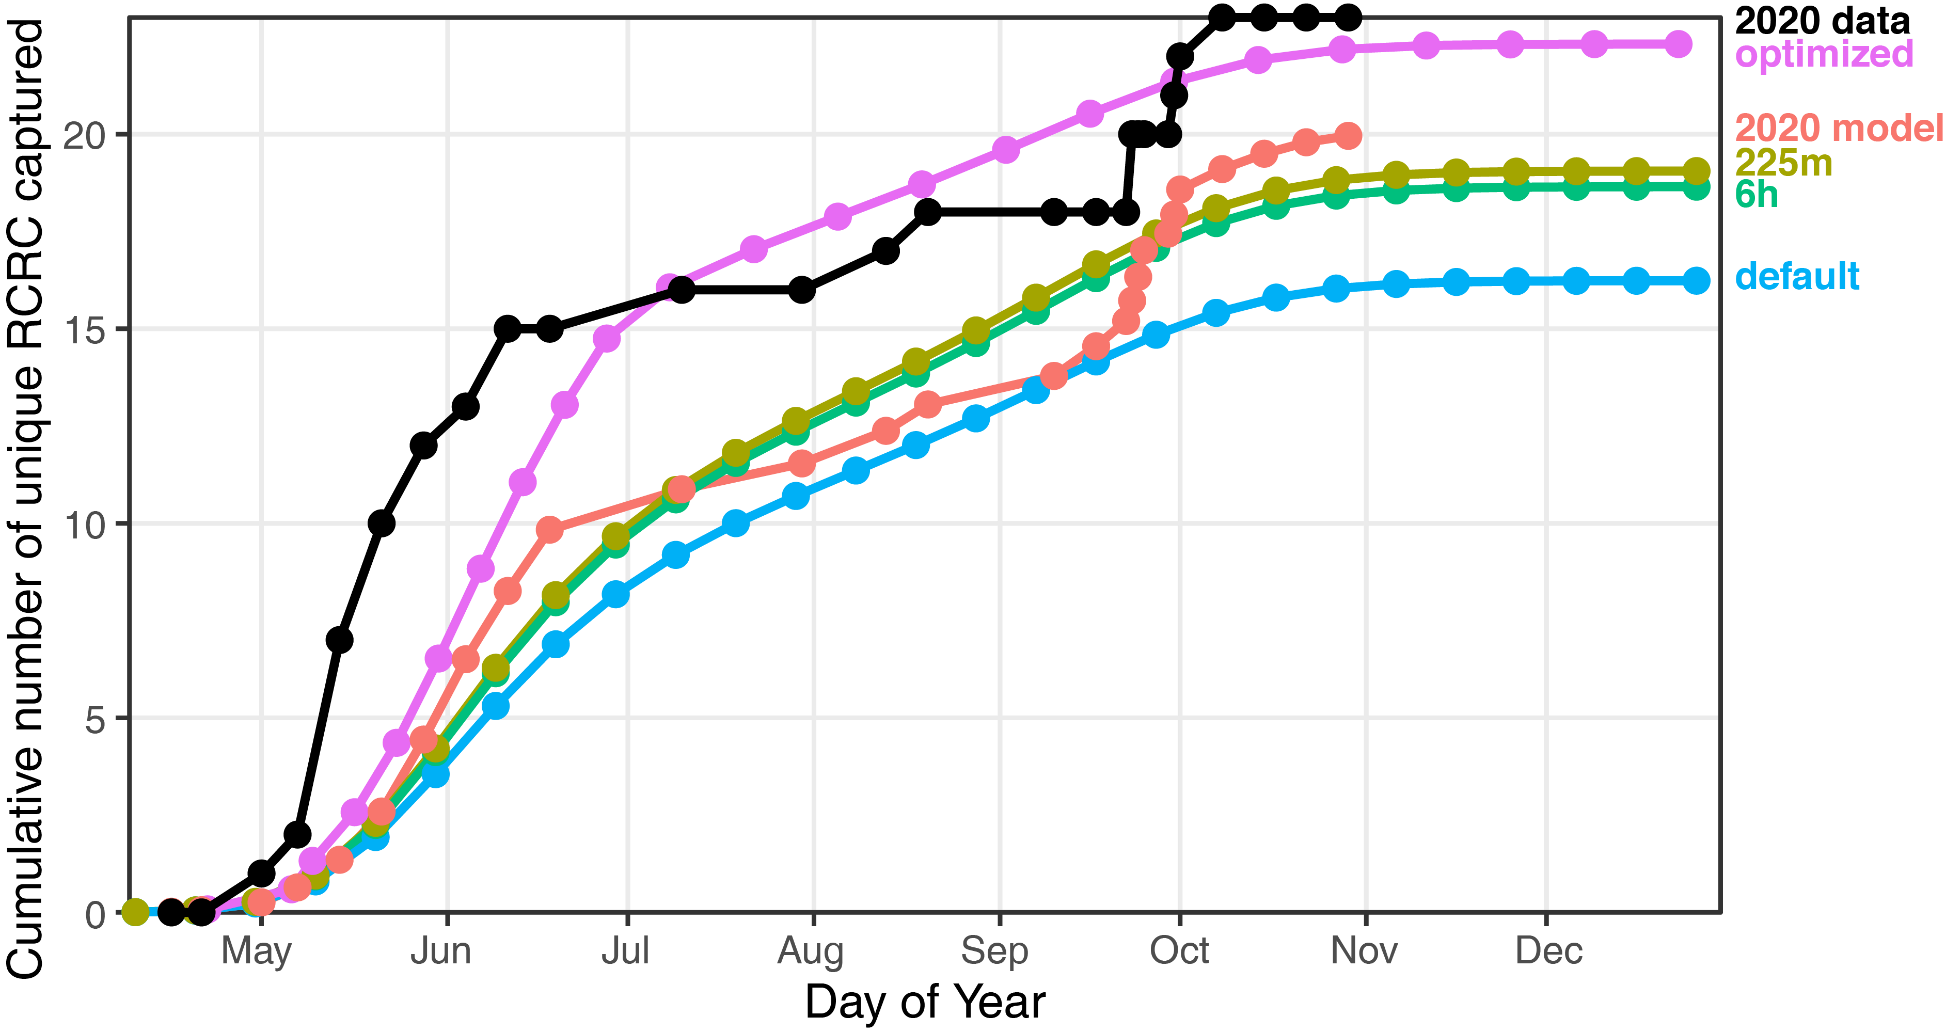 Cumulative number of unique RCRC captured
20
15
10
5
0
May Jun Jul Aug Sep Oct Nov Dec
Day of Year
2020 data
optimized
2020 model
225m
6h
default